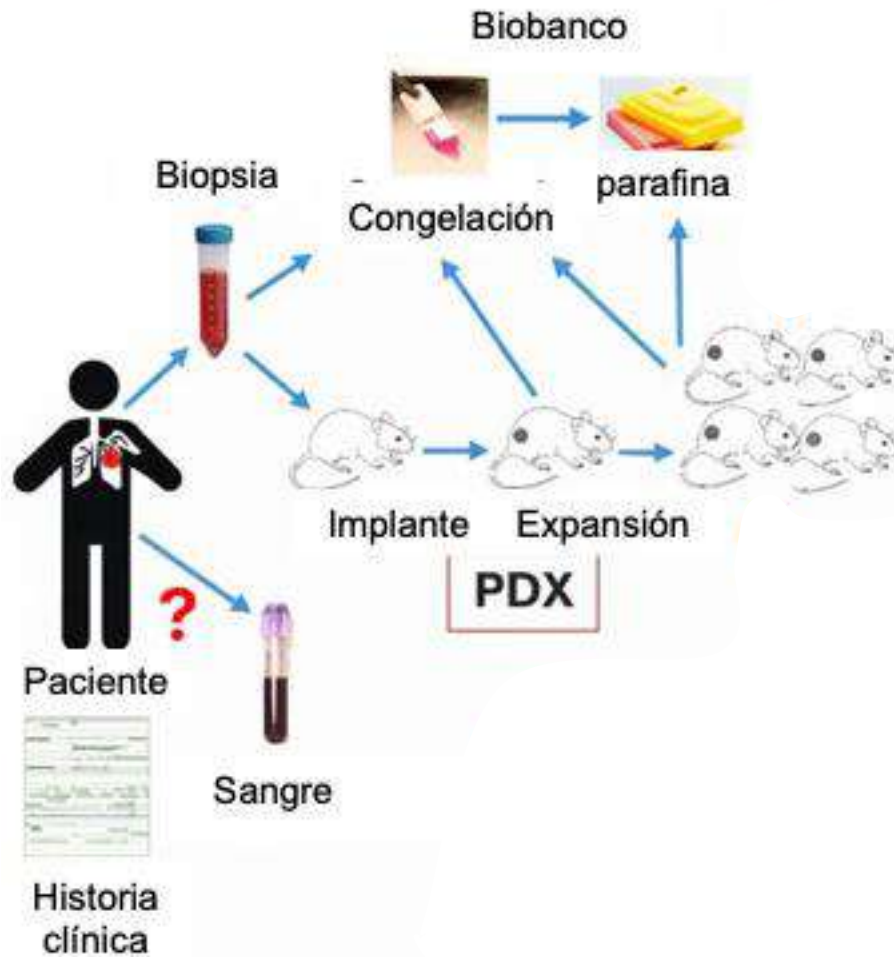 Biobanco
Biopsia
Congelación
parafina
Implante
Expansión
PDX
?
Paciente
Sangre
Historia
clínica